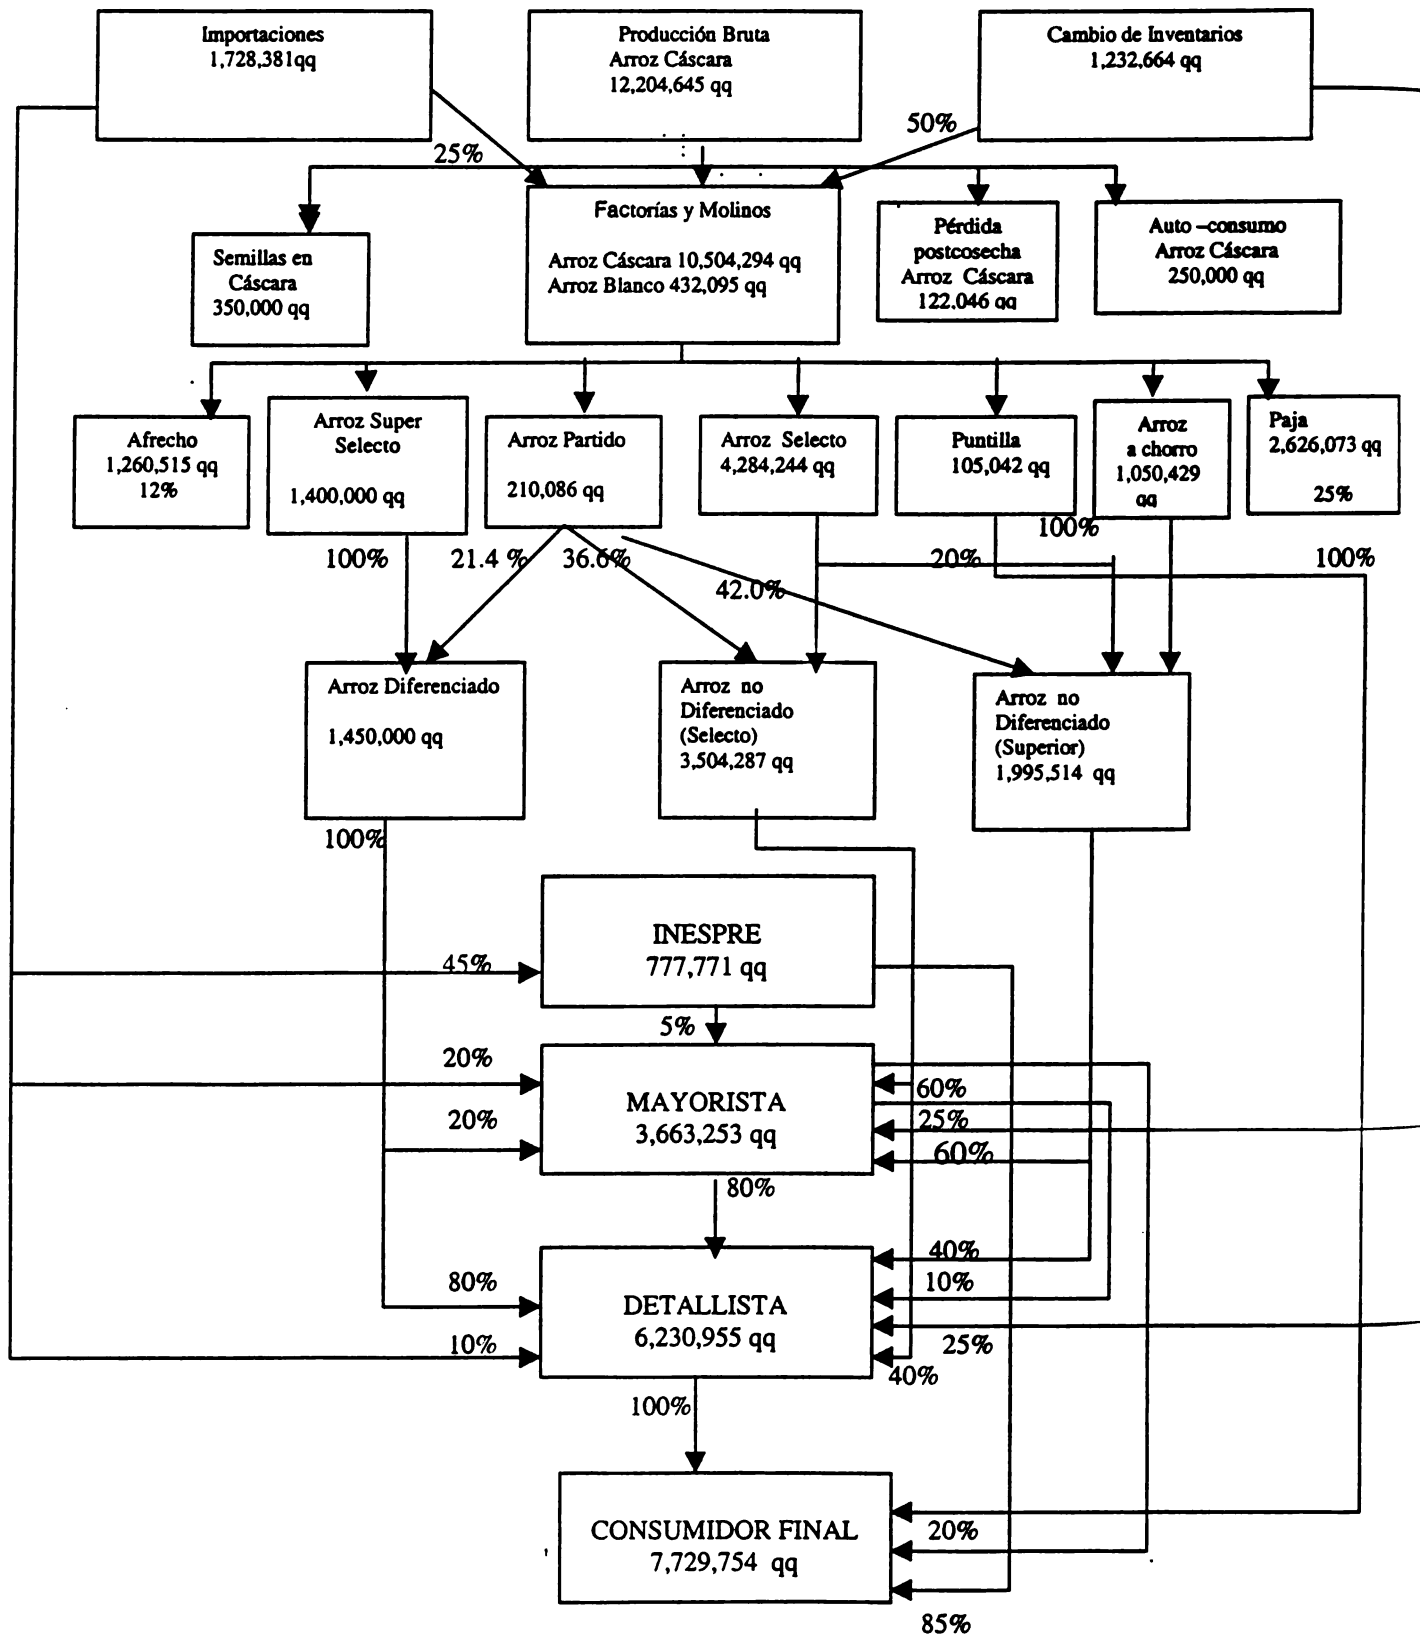 Importaciones
1,728,381qq
Producción Bruta
Arroz Cáscara
12,204,645 qq
Cambio de Inventarios
1,232,664 qq
25%
50%
Factorías y Molinos
Arroz Cáscara 10,504,294 qq
Arroz Blanco 432,095 qq
Semillas en
Cáscara
350,000 qq
Pérdida
postcosecha
Arroz Cáscara
122,046 qq
Auto –consumo
Arroz Cáscara
250,000 qq
Afrecho
1,260,515 qq
12%
Arroz Super
Selecto
1,400,000 qq
Arroz Partido
210,086 qq
Arroz Selecto
4,284,244 qq
Puntilla
105,042 qq
Arroz
a chorro
1,050,429
qq
Paja
2,626,073 qq
25%
100%
21.4 %
36.6%
42.0%
20%
100%
100%
Arroz Diferenciado
1,450,000 qq
Arroz no
Diferenciado
(Selecto)
3,504,287 qq
Arroz no
Diferenciado
(Superior)
1,995,514 qq
100%
INESPRE
777,771 qq
45%
5%
20%
MAYORISTA
3,663,253 qq
60%
20%
25%
60%
80%
40%
80%
10%
DETALLISTA
6,230,955 qq
10%
25%
40%
100%
CONSUMIDOR FINAL
7,729,754 qq
20%
85%